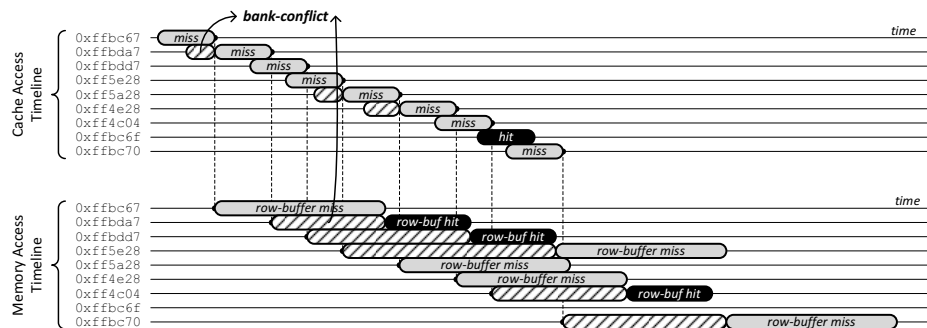 bank-conflict
time
Cache Access
Timeline
0xffbc67 miss
0xffbda7 miss
0xffbdd7 miss
0xff5e28 miss
0xff5a28 miss
0xff4e28 miss
0xff4c04 miss
0xffbc6f hit
0xffbc70 miss
time
Memory Access
Timeline
0xffbc67 row-buffer miss
0xffbda7 row-buf hit
0xffbdd7 row-buf hit
0xff5e28 row-buffer miss
0xff5a28 row-buffer miss
0xff4e28 row-buffer miss
0xff4c04 row-buf hit
0xffbc6f
0xffbc70 row-buffer miss